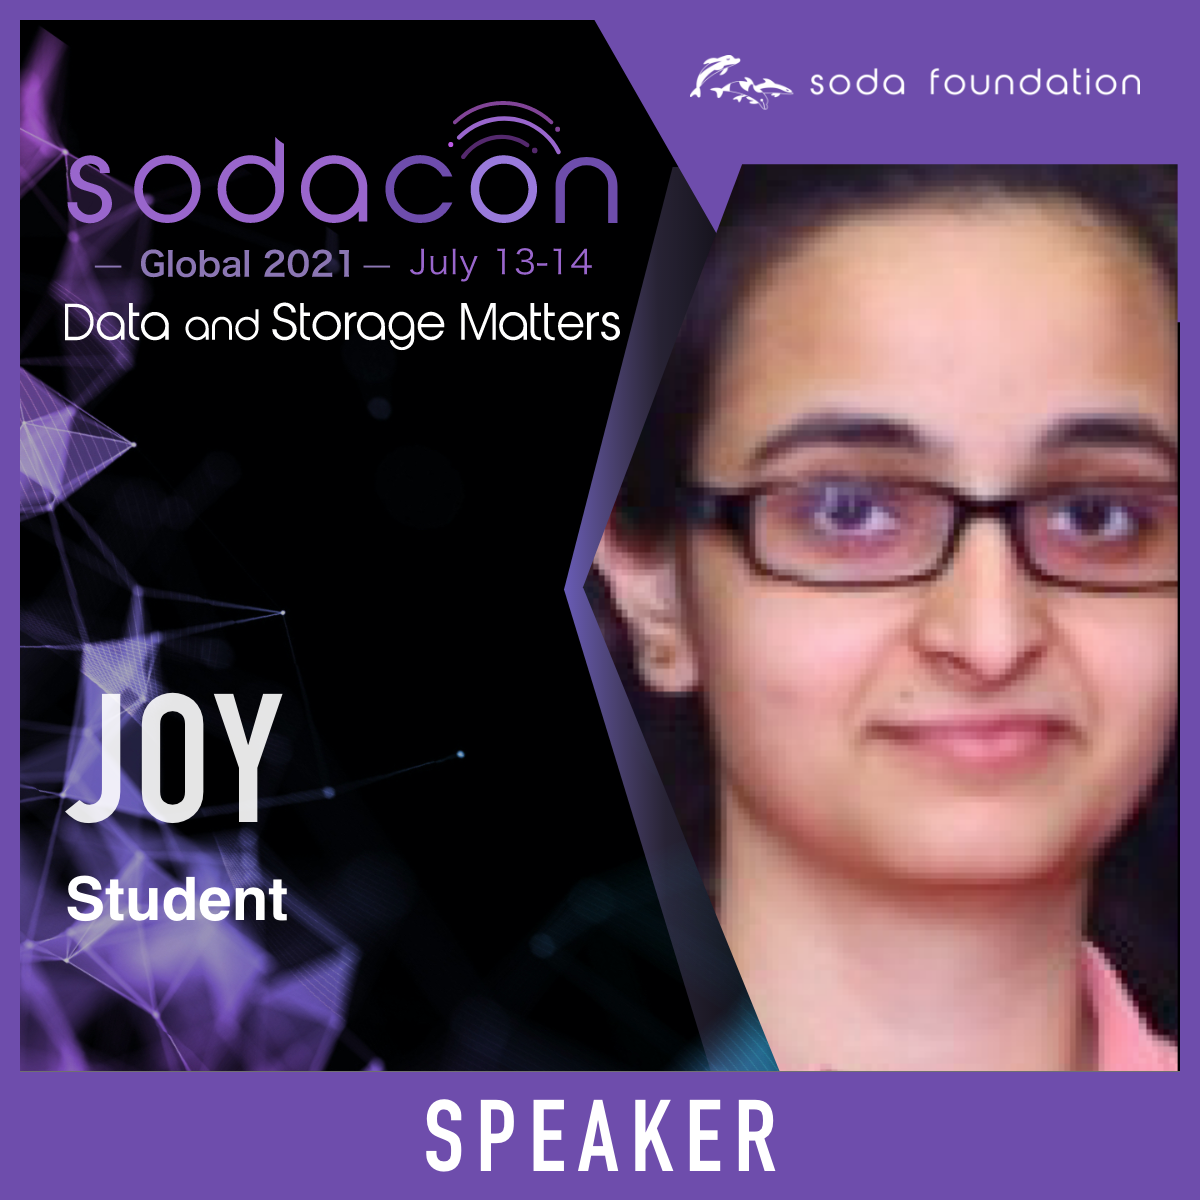 soda foundation
sodacon
— Global 2021 — July 13-14
Data and Storage Matters
JOY
Student
SPEAKER